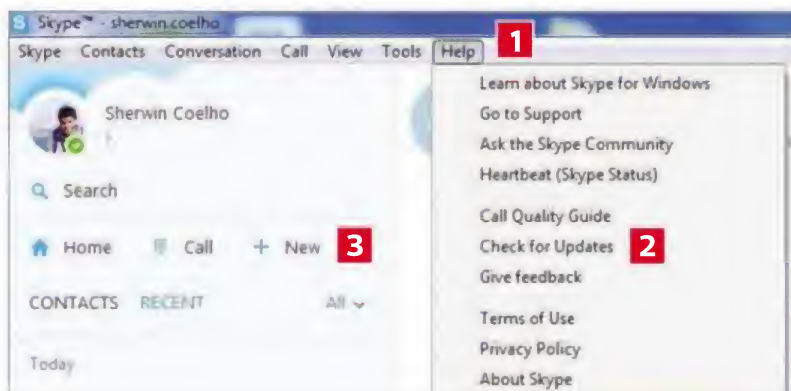 Skype™ - sherwin.coelho
Skype Contacts Conversation Call View Tools Help 1
Sherwin Coelho
Search
Home Call + New 3
CONTACTS RECENT All
Today
Learn about Skype for Windows
Go to Support
Ask the Skype Community
Heartbeat (Skype Status)
Call Quality Guide
Check for Updates 2
Give feedback
Terms of Use
Privacy Policy
About Skype